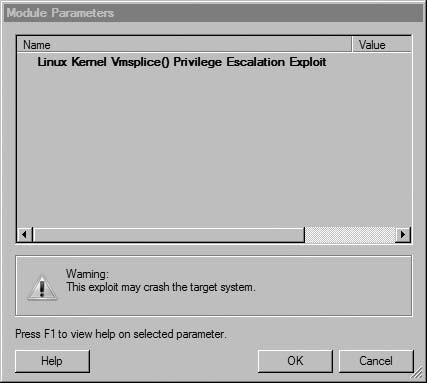 Module Parameters
Name Value
Linux Kernel Vmsplice() Privilege Escalation Exploit
Warning:
This exploit may crash the target system.
Press F1 to view help on selected parameter.
Help OK Cancel